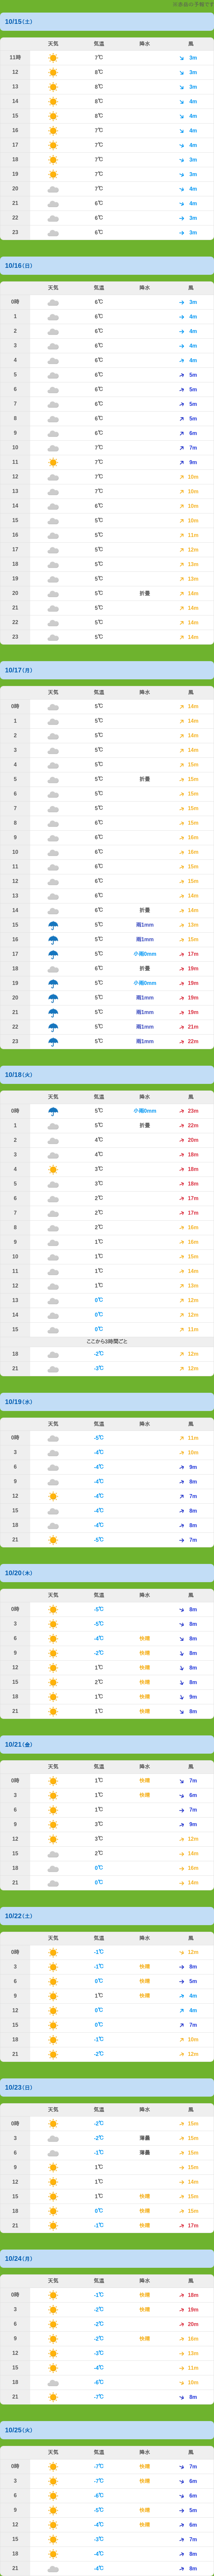 10/15(土)
天気 気温 降水 風
11時 7℃ 3m
12 8℃ 3m
13 8℃ 3m
14 8℃ 4m
15 8℃ 4m
16 7℃ 4m
17 7℃ 4m
18 7℃ 3m
19 7℃ 3m
20 7℃ 4m
21 6℃ 4m
22 6℃ 3m
23 6℃ 3m
10/16(日)
天気 気温 降水 風
0時 6℃ 3m
1 6℃ 4m
2 6℃ 4m
3 6℃ 4m
4 6℃ 4m
5 6℃ 5m
6 6℃ 5m
7 6℃ 5m
8 6℃ 5m
9 6℃ 6m
10 7℃ 7m
11 7℃ 9m
12 7℃ 10m
13 7℃ 10m
14 6℃ 10m
15 5℃ 10m
16 5℃ 11m
17 5℃ 12m
18 5℃ 13m
19 5℃ 13m
20 5℃ 折畳 14m
21 5℃ 14m
22 5℃ 14m
23 5℃ 14m
10/17(月)
天気 気温 降水 風
0時 5℃ 14m
1 5℃ 14m
2 5℃ 14m
3 5℃ 14m
4 5℃ 15m
5 5℃ 折畳 15m
6 5℃ 15m
7 5℃ 15m
8 6℃ 15m
9 6℃ 16m
10 6℃ 16m
11 6℃ 15m
12 6℃ 15m
13 6℃ 14m
14 6℃ 折畳 14m
15 5℃ 雨1mm 13m
16 5℃ 雨1mm 15m
17 5℃ 小雨0mm 17m
18 6℃ 折畳 19m
19 5℃ 小雨0mm 19m
20 5℃ 雨1mm 19m
21 5℃ 雨1mm 19m
22 5℃ 雨1mm 21m
23 5℃ 雨1mm 22m
10/18(火)
天気 気温 降水 風
0時 5℃ 小雨0mm 23m
1 5℃ 折畳 22m
2 4℃ 20m
3 4℃ 18m
4 3℃ 18m
5 3℃ 18m
6 2℃ 17m
7 2℃ 17m
8 2℃ 16m
9 1℃ 16m
10 1℃ 15m
11 1℃ 14m
12 1℃ 13m
13 0℃ 12m
14 0℃ 12m
15 0℃ 11m
ここから3時間ごと
18 -2℃ 12m
21 -3℃ 12m
10/19(水)
天気 気温 降水 風
0時 -5℃ 11m
3 -4℃ 10m
6 -4℃ 9m
9 -4℃ 8m
12 -4℃ 7m
15 -4℃ 8m
18 -4℃ 8m
21 -5℃ 7m
10/20(木)
天気 気温 降水 風
0時 -5℃ 8m
3 -5℃ 8m
6 -4℃ 快晴 8m
9 -2℃ 快晴 8m
12 1℃ 8m
15 2℃ 8m
18 1℃ 9m
21 1℃ 8m
10/21(金)
天気 気温 降水 風
0時 1℃ 快晴 7m
3 1℃ 快晴 6m
6 1℃ 7m
9 3℃ 9m
12 3℃ 12m
15 2℃ 14m
18 0℃ 16m
21 0℃ 14m
10/22(土)
天気 気温 降水 風
0時 -1℃ 12m
3 -1℃ 快晴 8m
6 0℃ 快晴 5m
9 1℃ 快晴 4m
12 0℃ 4m
15 0℃ 7m
18 -1℃ 10m
21 -2℃ 12m
10/23(日)
天気 気温 降水 風
0時 -2℃ 15m
3 -2℃ 薄曇 15m
6 -1℃ 薄曇 15m
9 1℃ 15m
12 1℃ 14m
15 1℃ 快晴 15m
18 0℃ 快晴 15m
21 -1℃ 快晴 17m
10/24(月)
天気 気温 降水 風
0時 -1℃ 快晴 18m
3 -2℃ 快晴 19m
6 -2℃ 20m
9 -2℃ 快晴 16m
12 -3℃ 13m
15 -4℃ 11m
18 -6℃ 10m
21 -7℃ 8m
10/25(火)
天気 気温 降水 風
0時 -7℃ 快晴 7m
3 -7℃ 快晴 6m
6 -6℃ 6m
9 -5℃ 快晴 5m
12 -4℃ 快晴 6m
15 -3℃ 7m
18 -4℃ 8m
21 -4℃ 8m